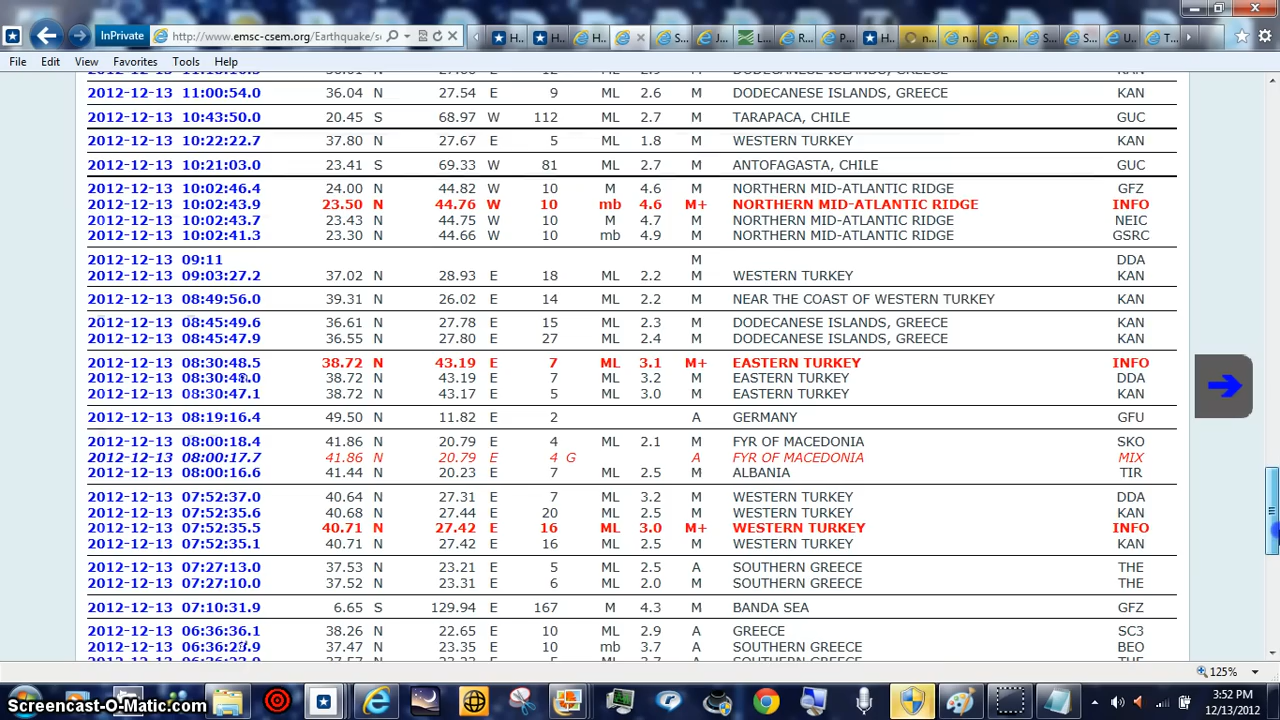 InPrivate http://www.emsc-csem.org/Earthquake/s
File Edit View Favorites Tools Help
2012-12-13 11:00:54.0 36.04 N 27.54 E 9 ML 2.6 M DODECANESE ISLANDS, GREECE KAN
2012-12-13 10:43:50.0 20.45 S 68.97 W 112 ML 2.7 M TARAPACA, CHILE GUC
2012-12-13 10:22:22.7 37.80 N 27.67 E 5 ML 1.8 M WESTERN TURKEY KAN
2012-12-13 10:21:03.0 23.41 S 69.33 W 81 ML 2.7 M ANTOFAGASTA, CHILE GUC
2012-12-13 10:02:46.4 24.00 N 44.82 W 10 M 4.6 M NORTHERN MID-ATLANTIC RIDGE GFZ
2012-12-13 10:02:43.9 23.50 N 44.76 W 10 mb 4.6 M+ NORTHERN MID-ATLANTIC RIDGE INFO
2012-12-13 10:02:43.7 23.43 N 44.75 W 10 M 4.7 M NORTHERN MID-ATLANTIC RIDGE NEIC
2012-12-13 10:02:41.3 23.30 N 44.66 W 10 mb 4.9 M NORTHERN MID-ATLANTIC RIDGE GSRC
2012-12-13 09:11 M DDA
2012-12-13 09:03:27.2 37.02 N 28.93 E 18 ML 2.2 M WESTERN TURKEY KAN
2012-12-13 08:49:56.0 39.31 N 26.02 E 14 ML 2.2 M NEAR THE COAST OF WESTERN TURKEY KAN
2012-12-13 08:45:49.6 36.61 N 27.78 E 15 ML 2.3 M DODECANESE ISLANDS, GREECE KAN
2012-12-13 08:45:47.9 36.55 N 27.80 E 27 ML 2.4 M DODECANESE ISLANDS, GREECE KAN
2012-12-13 08:30:48.5 38.72 N 43.19 E 7 ML 3.1 M+ EASTERN TURKEY INFO
2012-12-13 08:30:48.0 38.72 N 43.19 E 7 ML 3.2 M EASTERN TURKEY DDA
2012-12-13 08:30:47.1 38.72 N 43.17 E 5 ML 3.0 M EASTERN TURKEY KAN
2012-12-13 08:19:16.4 49.50 N 11.82 E 2 A GERMANY GFU
2012-12-13 08:00:18.4 41.86 N 20.79 E 4 ML 2.1 M FYR OF MACEDONIA SKO
2012-12-13 08:00:17.7 41.86 N 20.79 E 4 G A FYR OF MACEDONIA MIX
2012-12-13 08:00:16.6 41.44 N 20.23 E 7 ML 2.5 M ALBANIA TIR
2012-12-13 07:52:37.0 40.64 N 27.31 E 7 ML 3.2 M WESTERN TURKEY DDA
2012-12-13 07:52:35.6 40.68 N 27.44 E 20 ML 2.5 M WESTERN TURKEY KAN
2012-12-13 07:52:35.5 40.71 N 27.42 E 16 ML 3.0 M+ WESTERN TURKEY INFO
2012-12-13 07:52:35.1 40.71 N 27.42 E 16 ML 2.5 M WESTERN TURKEY KAN
2012-12-13 07:27:13.0 37.53 N 23.21 E 5 ML 2.5 A SOUTHERN GREECE THE
2012-12-13 07:27:10.0 37.52 N 23.31 E 6 ML 2.0 M SOUTHERN GREECE THE
2012-12-13 07:10:31.9 6.65 S 129.94 E 167 M 4.3 M BANDA SEA GFZ
2012-12-13 06:36:36.1 38.26 N 22.65 E 10 ML 2.9 A GREECE SC3
2012-12-13 06:36:23.9 37.47 N 23.35 E 10 mb 3.7 A SOUTHERN GREECE BEO
125%
Screencast-O-Matic.com
3:52 PM
12/13/2012